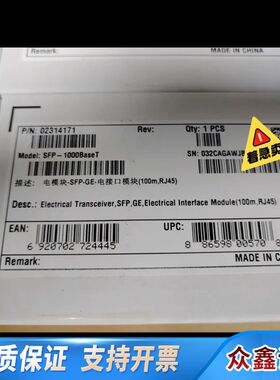 Remark:
MADE IN CHINA
P/N: 02314171
Rev:
Qty: 1 PCS
Model: SFP-1000BaseT
SN: 032CAGAWJ
描述: 电模块-SFP-GE-电接口模块(100m,RJ45)
Desc.: Electrical Transceiver,SFP,GE,Electrical Interface Module(100m,RJ45)
EAN:
UPC:
6 920702 724445
8 86598 00570
Remark:
MADE IN
质保证 支持开票 众鑫